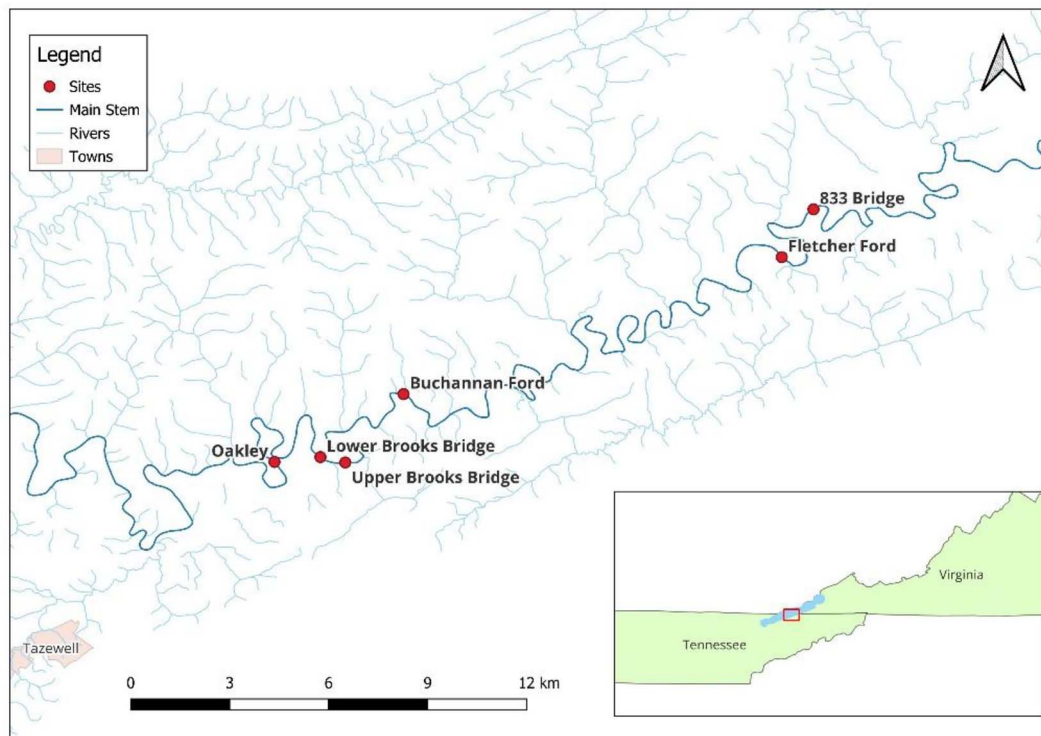 Legend
Sites
Main Stem
Rivers
Towns
833 Bridge
Fletcher Ford
Buchannan Ford
Oakley
Lower Brooks Bridge
Upper Brooks Bridge
Tazewell
0 3 6 9 12 km
Virginia
Tennessee